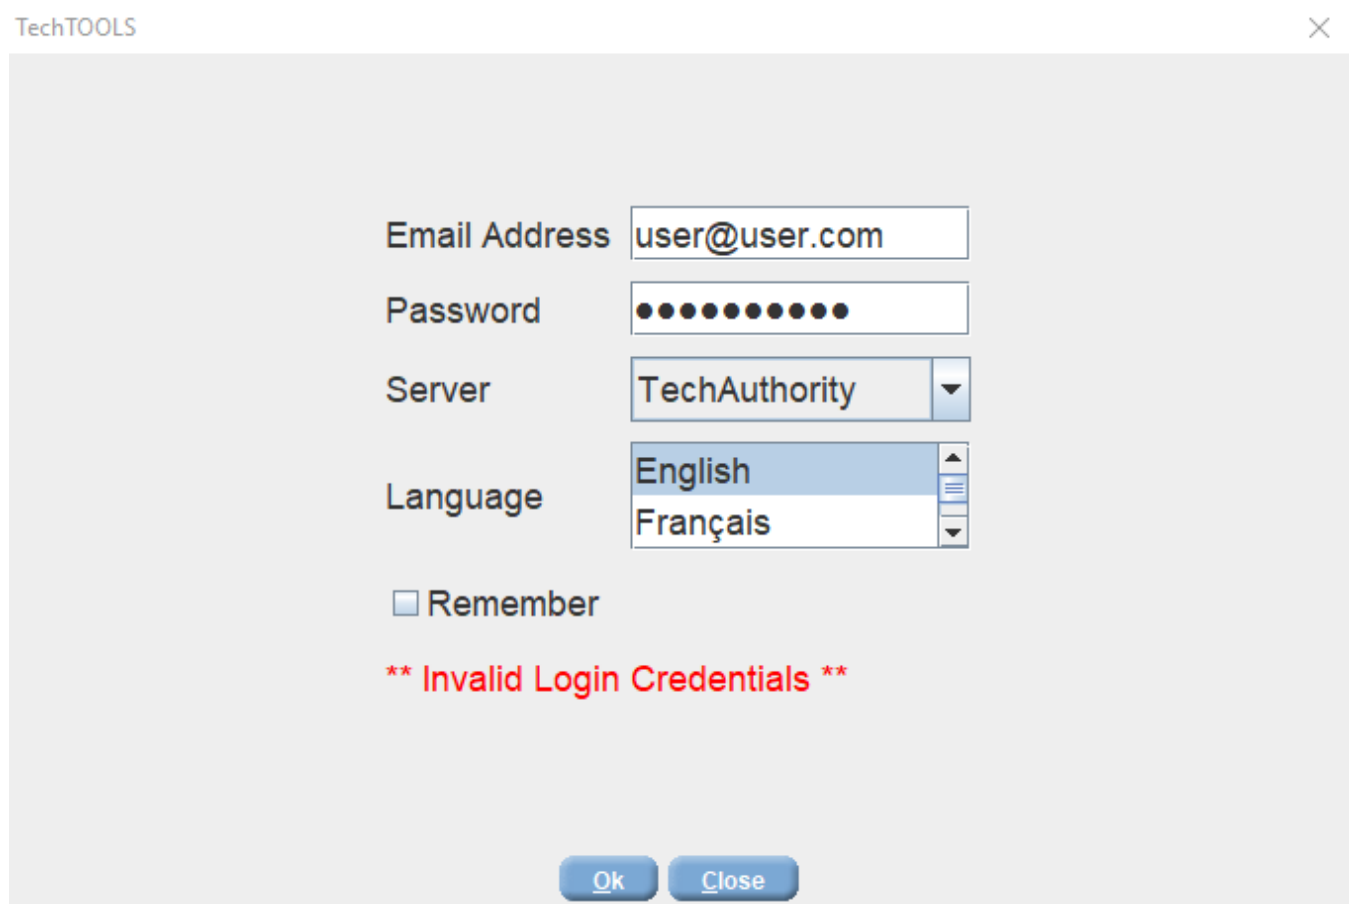 TechTOOLS
Email Address user@user.com
Password ●●●●●●●●●●
Server TechAuthority
English
Language
Français
Remember
** Invalid Login Credentials **
Ok Close